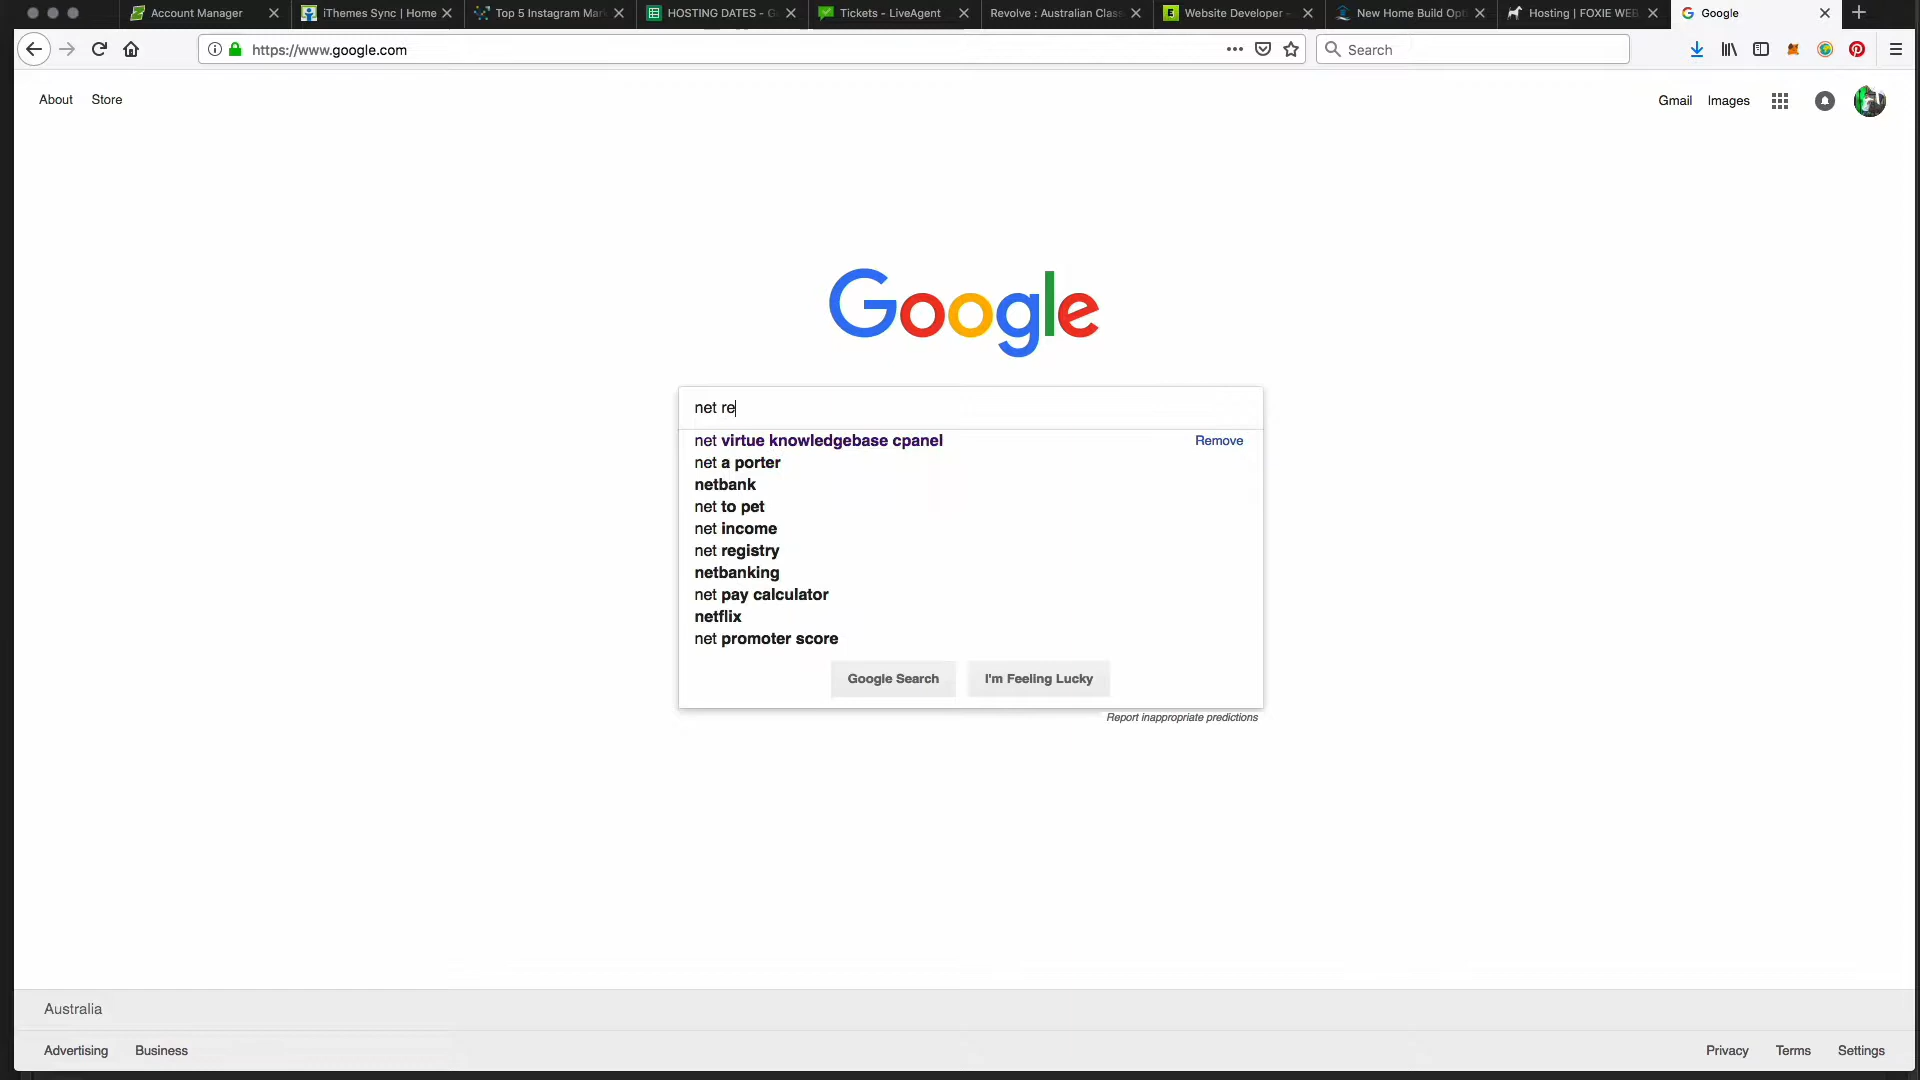 Account Manager
iThemes Sync | Home
Top 5 Instagram Mar
HOSTING DATES - G
Tickets - LiveAgent
Revolve : Australian Clas
Website Developer -
New Home Build Opt
Hosting | FOXIE WEB
Google
https://www.google.com
Search
About Store
Gmail Images
Google
net re
net virtue knowledgebase cpanel Remove
net a porter
netbank
net to pet
net income
net registry
netbanking
net pay calculator
netflix
net promoter score
Google Search I'm Feeling Lucky
Report inappropriate predictions
Australia
Advertising Business
Privacy Terms Settings